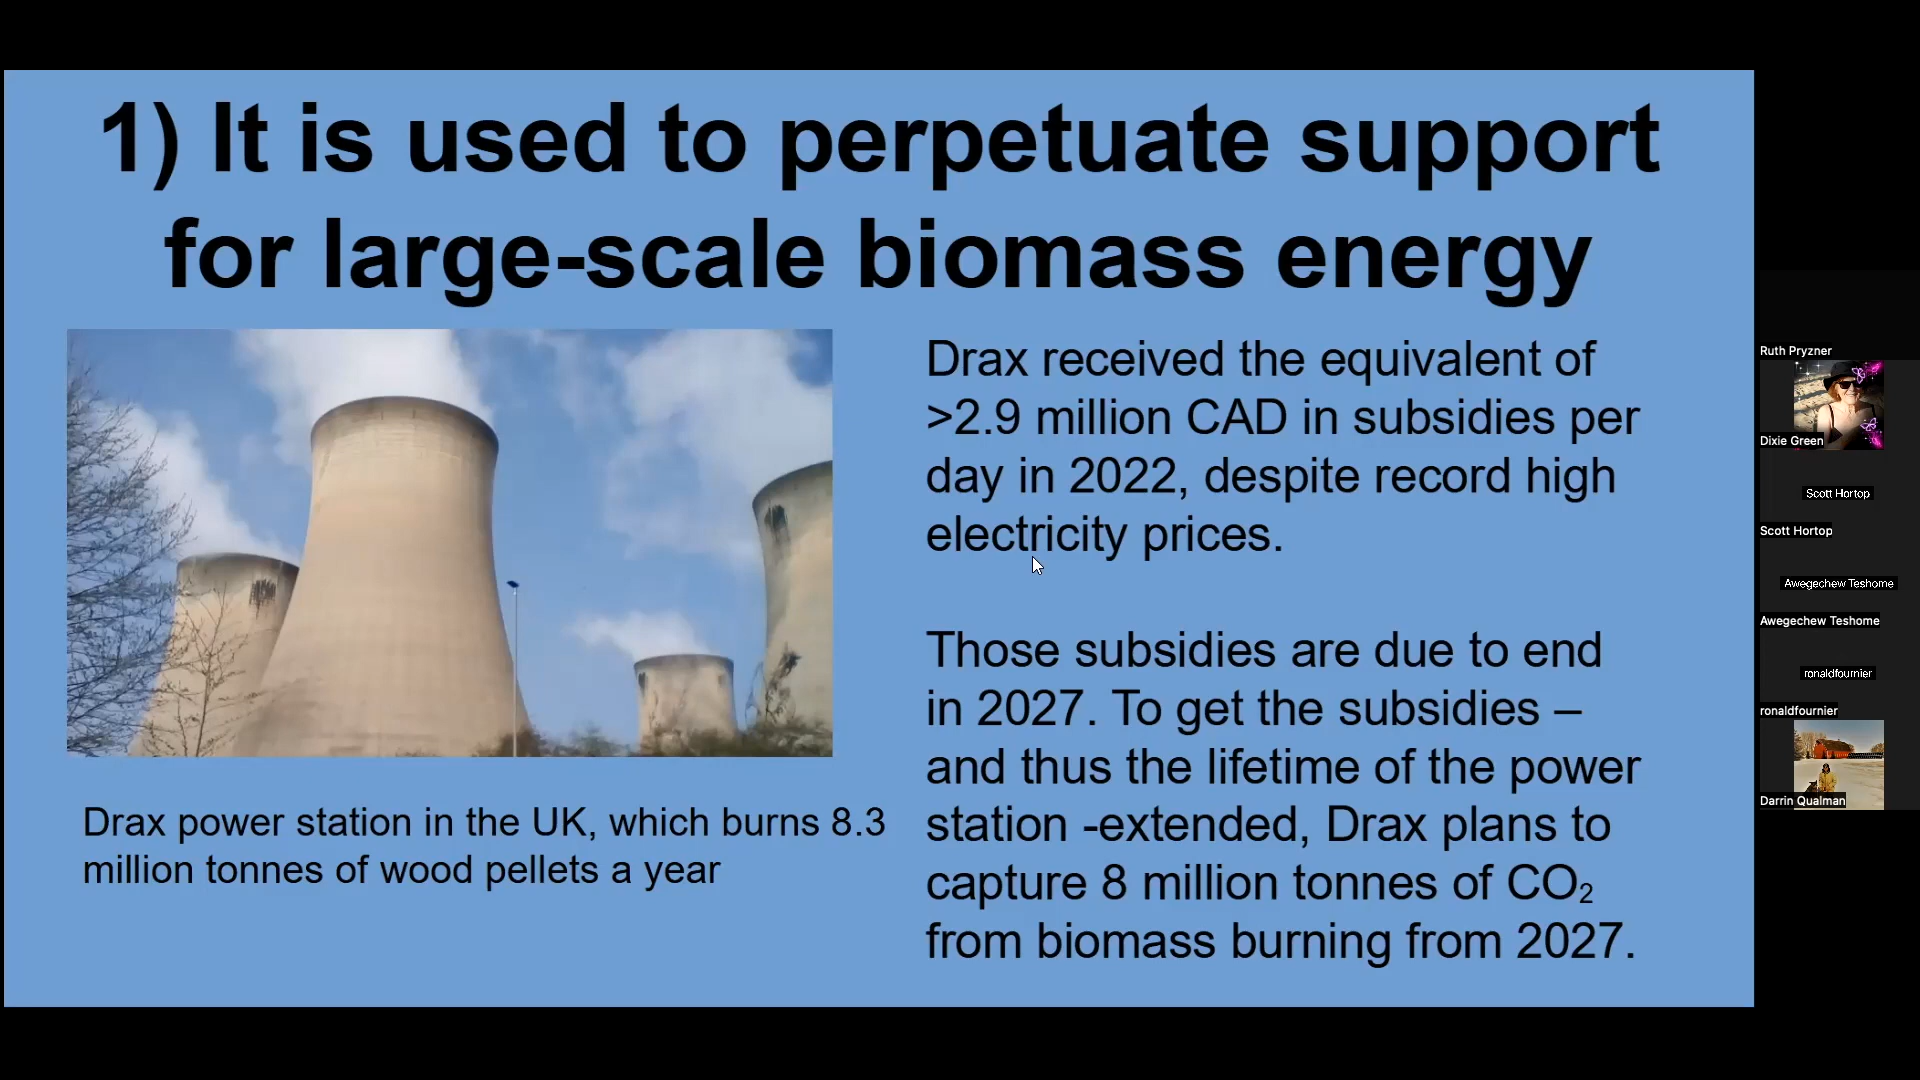 1) It is used to perpetuate support
for large-scale biomass energy
Drax received the equivalent of
>2.9 million CAD in subsidies per
day in 2022, despite record high
electricity prices.
Those subsidies are due to end
in 2027. To get the subsidies –
and thus the lifetime of the power
station -extended, Drax plans to
capture 8 million tonnes of CO₂
from biomass burning from 2027.
Drax power station in the UK, which burns 8.3
million tonnes of wood pellets a year
Ruth Pryzner
Dixie Green
Scott Hortop
Scott Hortop
Awegechew Teshome
Awegechew Teshome
ronaldfournier
ronaldfournier
Darrin Qualman